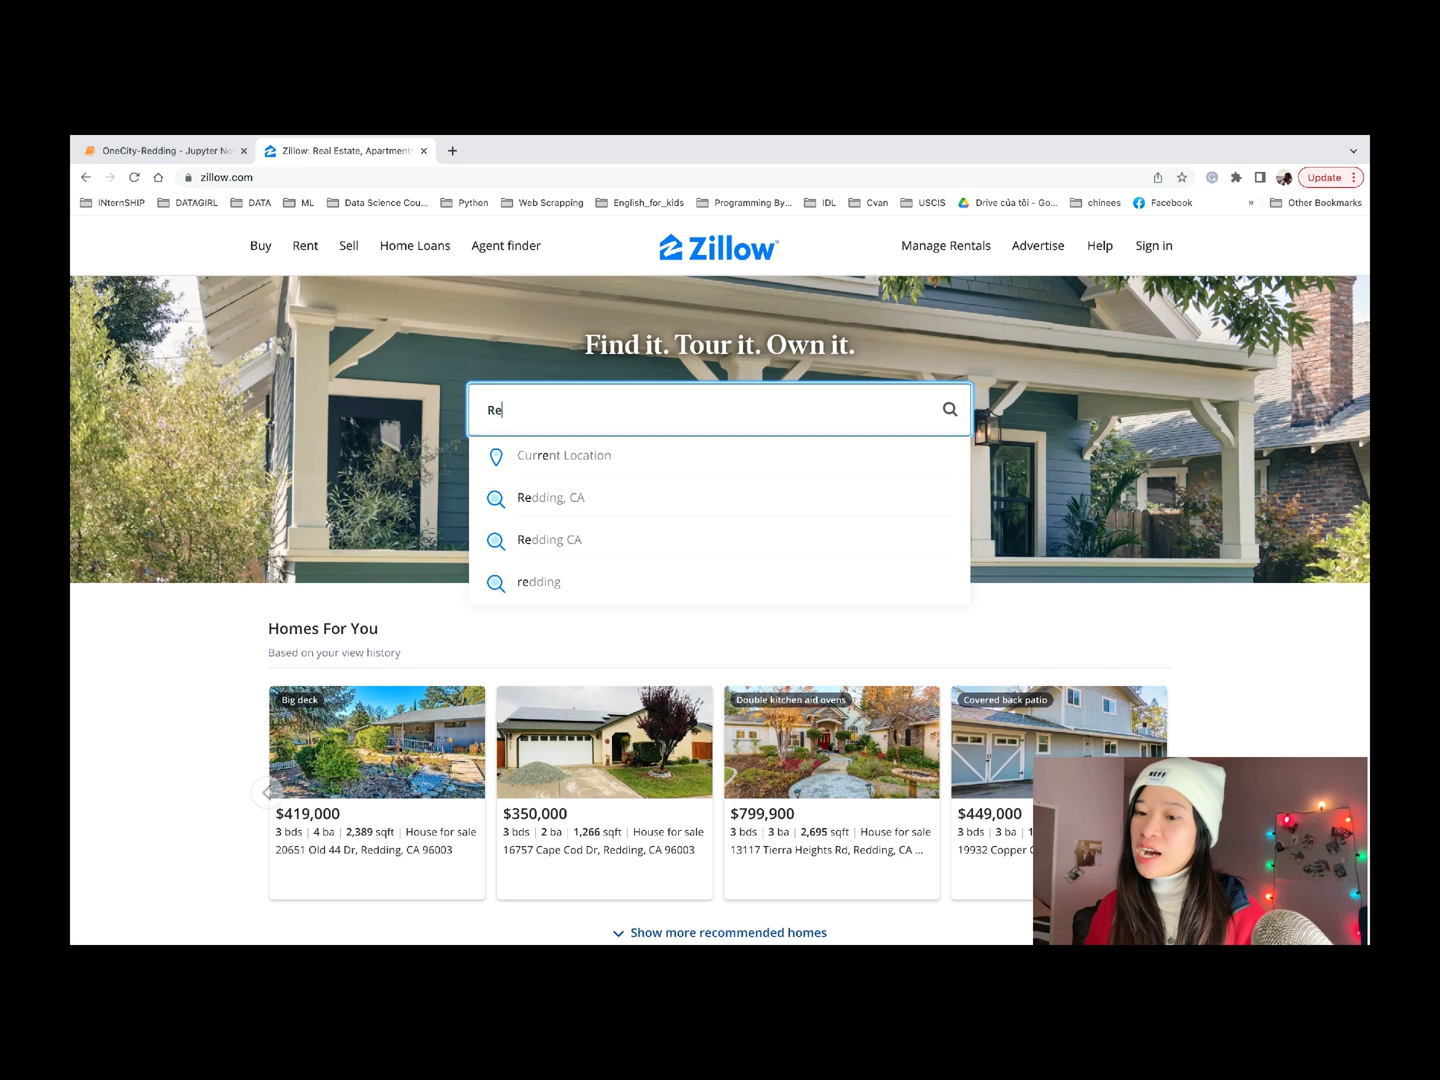 OneCity-Redding - Jupyter No
Zillow: Real Estate, Apartments
zillow.com
Update
INternSHIP
DATAGIRL
DATA
ML
Data Science Cou...
Python
Web Scrapping
English_for_kids
Programming By...
IDL
Cvan
USCIS
Drive của tôi - Go...
chinees
Facebook
»
Other Bookmarks
Buy Rent Sell Home Loans Agent finder
Zillow
Manage Rentals Advertise Help Sign in
Find it. Tour it. Own it.
Re
Current Location
Redding, CA
Redding CA
redding
Homes For You
Based on your view history
Big deck
$419,000
3 bds | 4 ba | 2,389 sqft | House for sale
20651 Old 44 Dr, Redding, CA 96003
$350,000
3 bds | 2 ba | 1,266 sqft | House for sale
16757 Cape Cod Dr, Redding, CA 96003
Double kitchen aid ovens
$799,900
3 bds | 3 ba | 2,695 sqft | House for sale
13117 Tierra Heights Rd, Redding, CA ...
Covered back patio
$449,000
3 bds | 3 ba | 1
19932 Copper
Show more recommended homes
NEFF